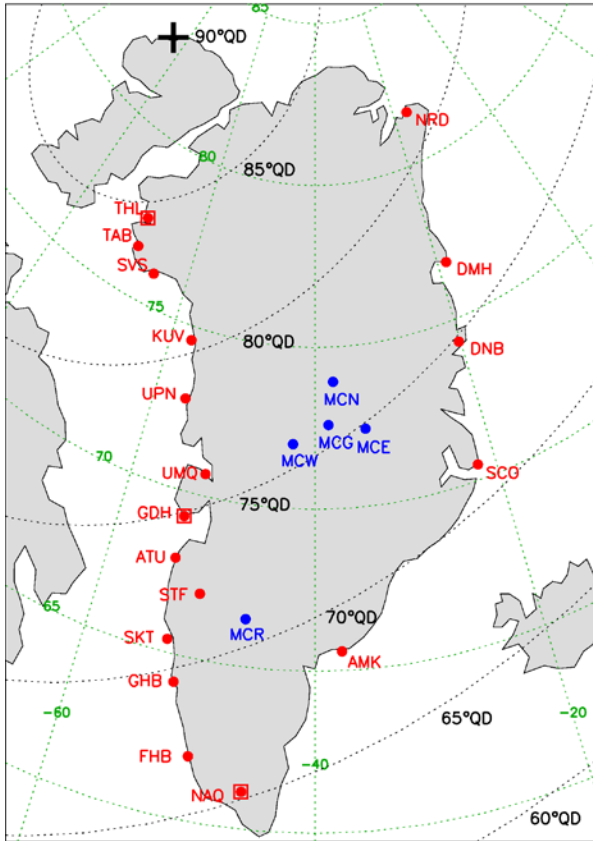 85
90°QD
NRD
80
85°QD
THL
TAB
SVS
DMH
75
KUV
80°QD
DNB
MCN
UPN
MCG
MCE
MCW
70
UMQ
SCO
75°QD
GDH
ATU
STF
65
70°QD
MCR
SKT
AMK
GHB
-60
65°QD
-20
FHB
-40
NAQ
60°QD